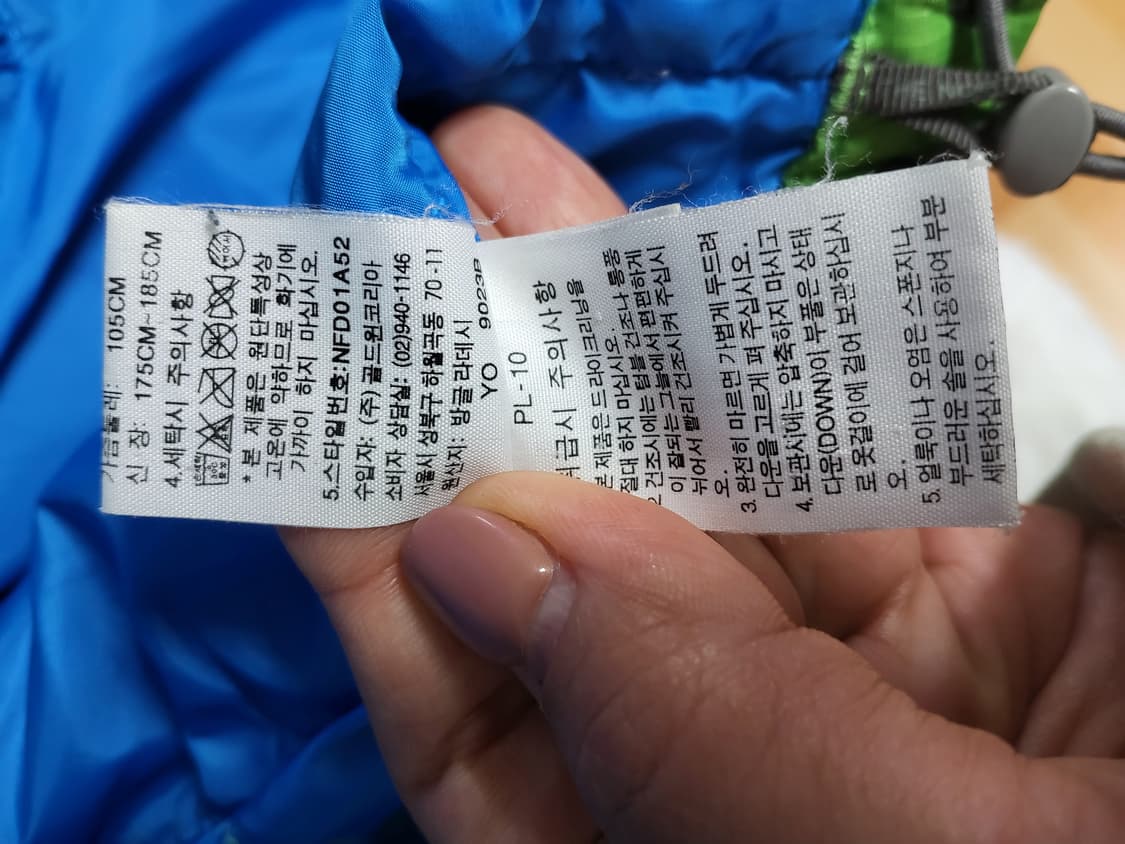 가슴둘레: 105CM
신 장: 175CM~185CM
4.세탁시 주의사항
* 본 제품은 원단특성상
고온에 약하므로 화기에
가까이 하지 마십시오.
5.스타일번호:NFD01A52
수입자: (주)골드윈코리아
소비자 상담실: (02)940-1146
서울시 성북구 하월곡동 70-11
원산지: 방글라데시
YO 9023B
PL-10
취급시 주의사항
본 제품은 드라이크리닝을
절대 하지 마십시오.
2 건조시에는 텀블 건조나 통풍
이 잘되는 그늘에서 편편하게
뉘어서 빨리 건조시켜 주십시
오.
3. 완전히 마르면 가볍게 두드려
다운을 고르게 펴 주십시오.
4. 보관시에는 압축하지 마시고
다운(DOWN)이 부풀은 상태
로 옷걸이에 걸어 보관하십시
오.
5. 얼룩이나 오염은 스폰지나
부드러운 솔을 사용하여 부분
세탁하십시오.